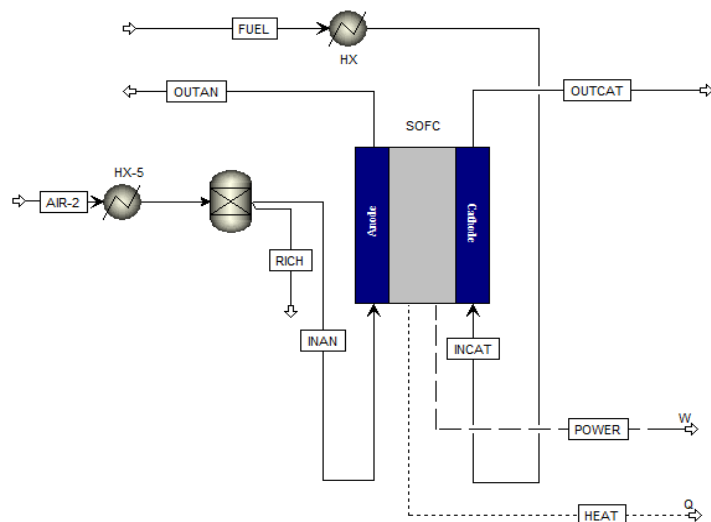 FUEL
HX
OUTAN
OUTCAT
SOFC
HX-5
AIR-2
Anode
Cathode
RICH
INAN
INCAT
W
POWER
Q
HEAT